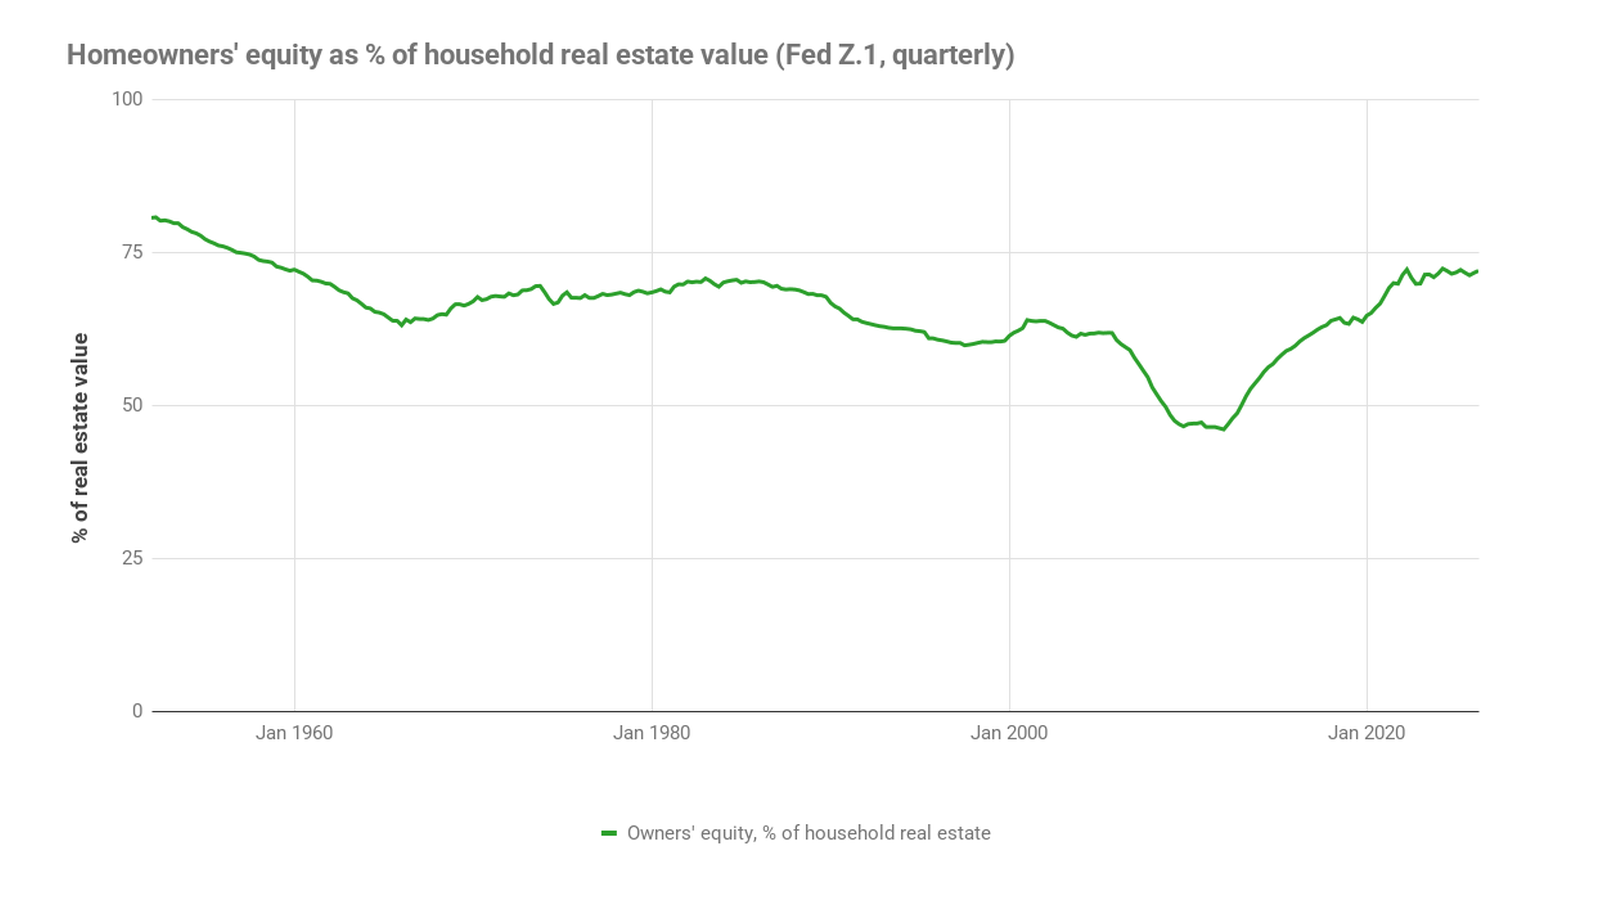 Homeowners' equity as % of household real estate value (Fed Z.1, quarterly)
% of real estate value
100
75
50
25
0
Jan 1960
Jan 1980
Jan 2000
Jan 2020
Owners' equity, % of household real estate